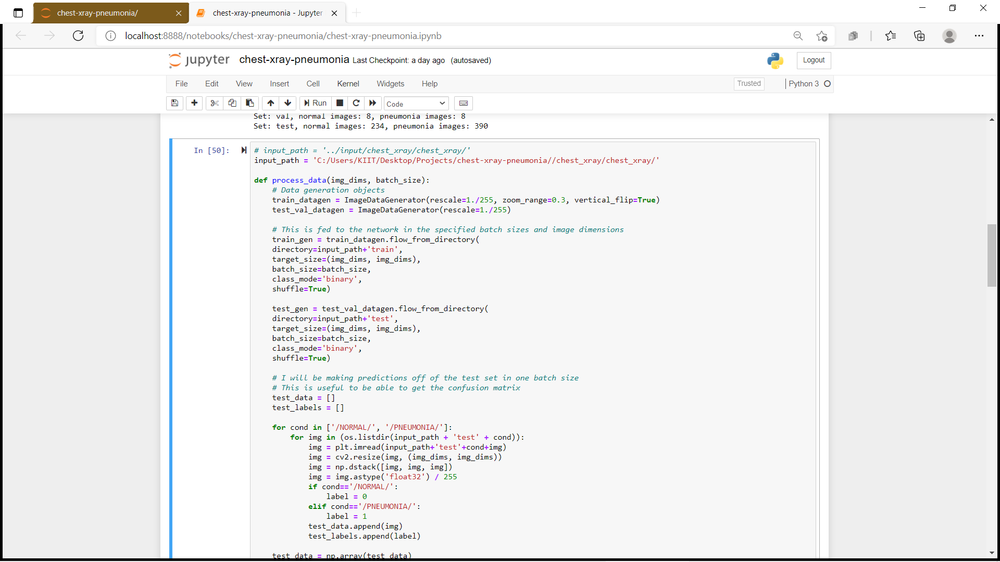 chest-xray-pneumonia/
chest-xray-pneumonia - Jupyter
localhost:8888/notebooks/chest-xray-pneumonia/chest-xray-pneumonia.ipynb
jupyter chest-xray-pneumonia Last Checkpoint: a day ago (autosaved)
Logout
File Edit View Insert Cell Kernel Widgets Help
Trusted
Python 3
Run
Code
Set: val, normal images: 8, pneumonia images: 8
Set: test, normal images: 234, pneumonia images: 390
In [50]:
# input_path = '../input/chest_xray/chest_xray/'
input_path = 'C:/Users/KIIT/Desktop/Projects/chest-xray-pneumonia//chest_xray/chest_xray/'
def process_data(img_dims, batch_size):
# Data generation objects
train_datagen = ImageDataGenerator(rescale=1./255, zoom_range=0.3, vertical_flip=True)
test_val_datagen = ImageDataGenerator(rescale=1./255)
# This is fed to the network in the specified batch sizes and image dimensions
train_gen = train_datagen.flow_from_directory(
directory=input_path+'train',
target_size=(img_dims, img_dims),
batch_size=batch_size,
class_mode='binary',
shuffle=True)
test_gen = test_val_datagen.flow_from_directory(
directory=input_path+'test',
target_size=(img_dims, img_dims),
batch_size=batch_size,
class_mode='binary',
shuffle=True)
# I will be making predictions off of the test set in one batch size
# This is useful to be able to get the confusion matrix
test_data = []
test_labels = []
for cond in ['/NORMAL/', '/PNEUMONIA/']:
for img in (os.listdir(input_path + 'test' + cond)):
img = plt.imread(input_path+'test'+cond+img)
img = cv2.resize(img, (img_dims, img_dims))
img = np.dstack([img, img, img])
img = img.astype('float32') / 255
if cond=='/NORMAL/':
label = 0
elif cond=='/PNEUMONIA/':
label = 1
test_data.append(img)
test_labels.append(label)
test_data = np.array(test_data)